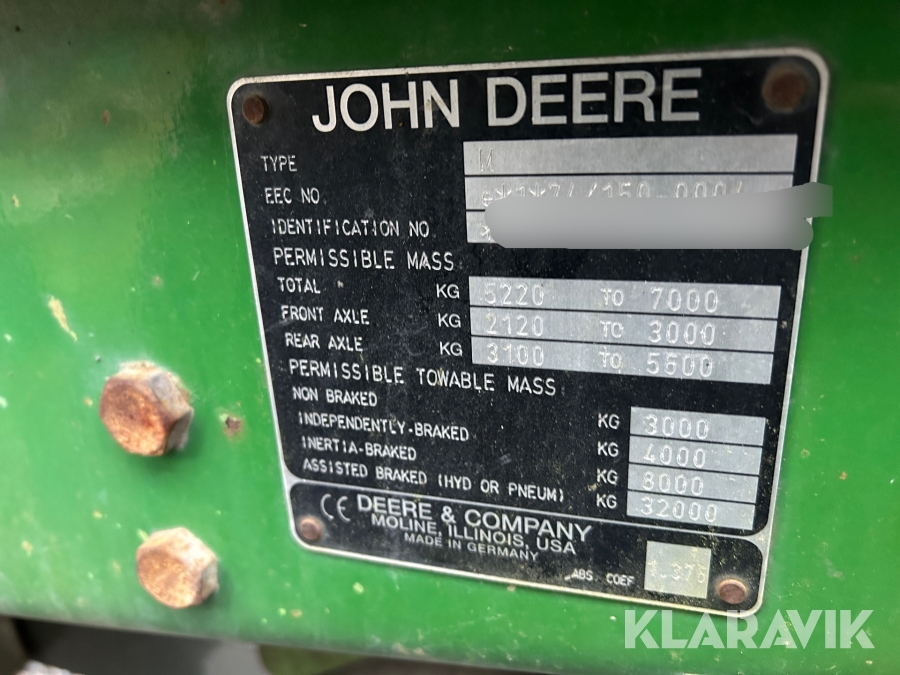 JOHN DEERE
TYPE M
EEC NO.
IDENTIFICATION NO.
PERMISSIBLE MASS
TOTAL KG 5220 TO 7000
FRONT AXLE KG 2120 TO 3000
REAR AXLE KG 3100 TO 5600
PERMISSIBLE TOWABLE MASS
NON BRAKED KG 3000
INDEPENDENTLY-BRAKED KG 4000
INERTIA-BRAKED KG 8000
ASSISTED BRAKED (HYD OR PNEUM) KG 32000
CE DEERE & COMPANY
MOLINE, ILLINOIS, USA
MADE IN GERMANY
ABS COEF
KLARAVIK